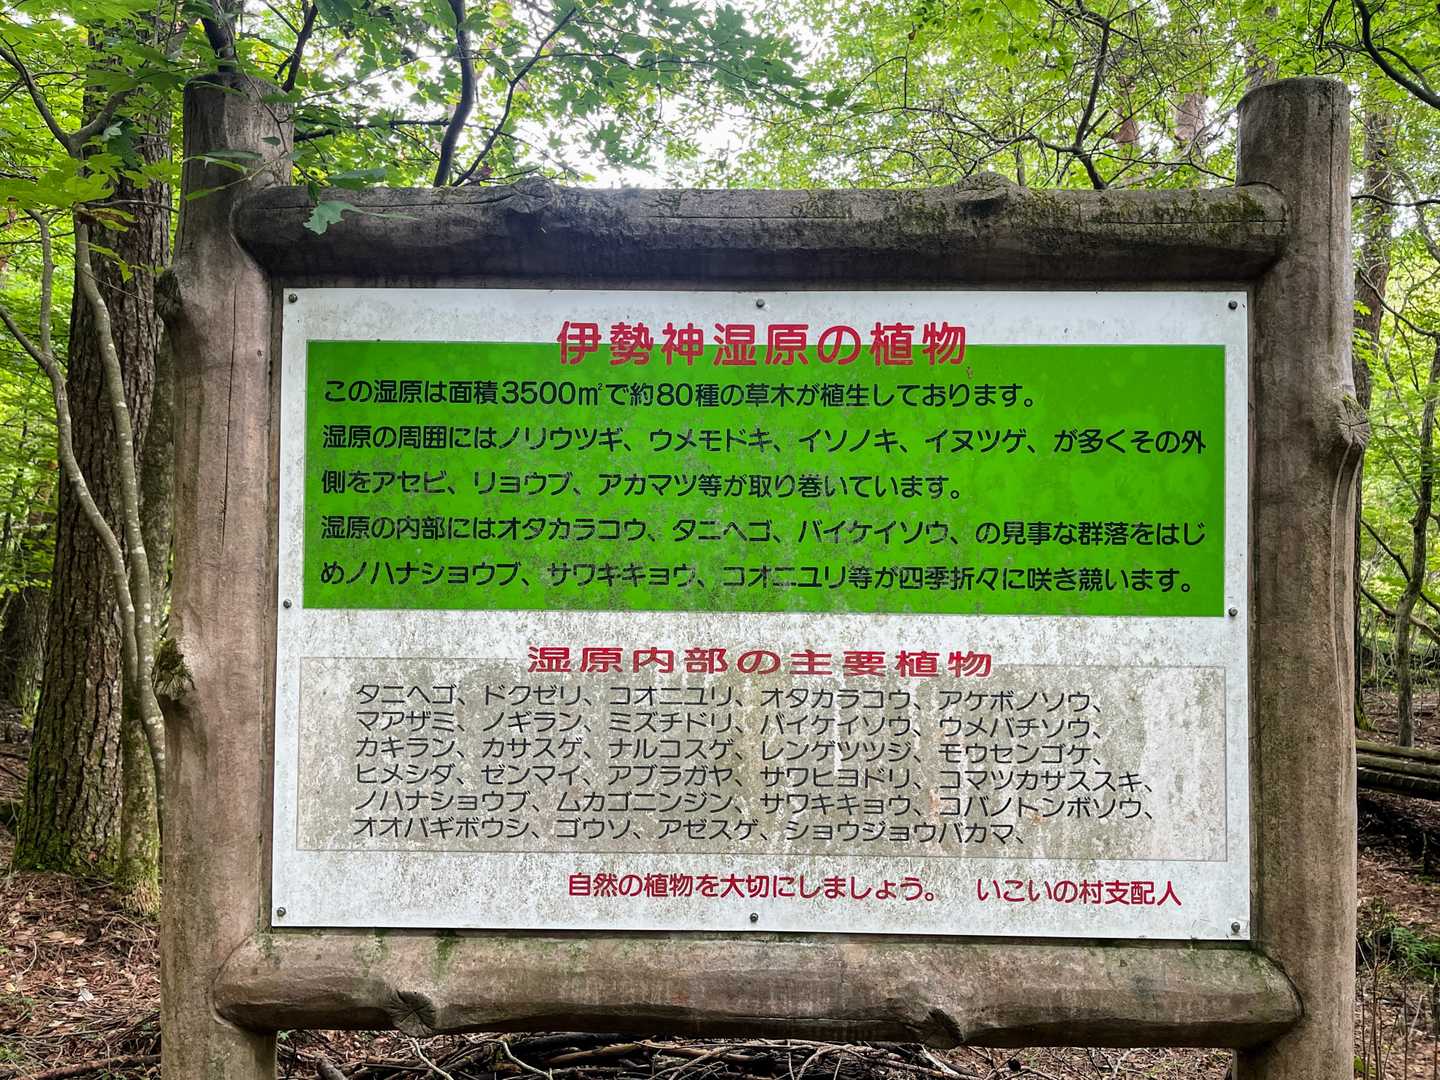 伊勢神湿原の植物
この湿原は面積3500㎡で約80種の草木が植生しております。
湿原の周囲にはノリウツギ、ウメモドキ、イソノキ、イヌツゲ、が多くその外
側をアセビ、リョウブ、アカマツ等が取り巻いています。
湿原の内部にはオタカラコウ、タニヘゴ、バイケイソウ、の見事な群落をはじ
めノハナショウブ、サワキキョウ、コオニユリ等が四季折々に咲き競います。
湿原内部の主要植物
タニヘゴ、ドクゼリ、コオニユリ、オタカラコウ、アケボノソウ、
マアザミ、ノギラン、ミズチドリ、バイケイソウ、ウメバチソウ、
カキラン、カサスゲ、ナルコスゲ、レンゲツツジ、モウセンゴケ、
ヒメシダ、ゼンマイ、アブラガヤ、サワヒヨドリ、コマツカサススキ、
ノハナショウブ、ムカゴニンジン、サワキキョウ、コバノトンボソウ、
オオバギボウシ、ゴウソ、アゼスゲ、ショウジョウバカマ、
自然の植物を大切にしましょう。 いこいの村支配人